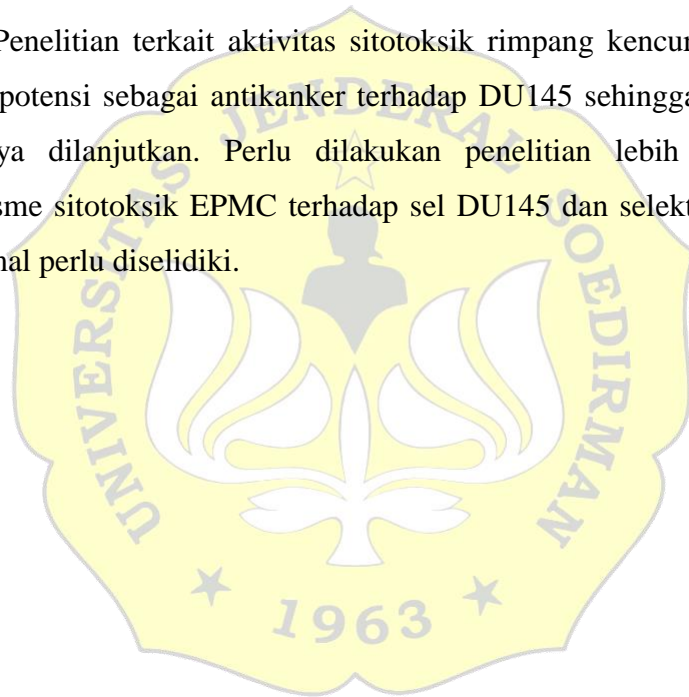 Penelitian terkait aktivitas sitotoksik rimpang kencur
potensi sebagai antikanker terhadap DU145 sehingga
ya dilanjutkan. Perlu dilakukan penelitian lebih
sme sitotoksik EPMC terhadap sel DU145 dan selekt
nal perlu diselidiki.
UNIVERSITAS JENDERAL SOEDIRMAN
1963